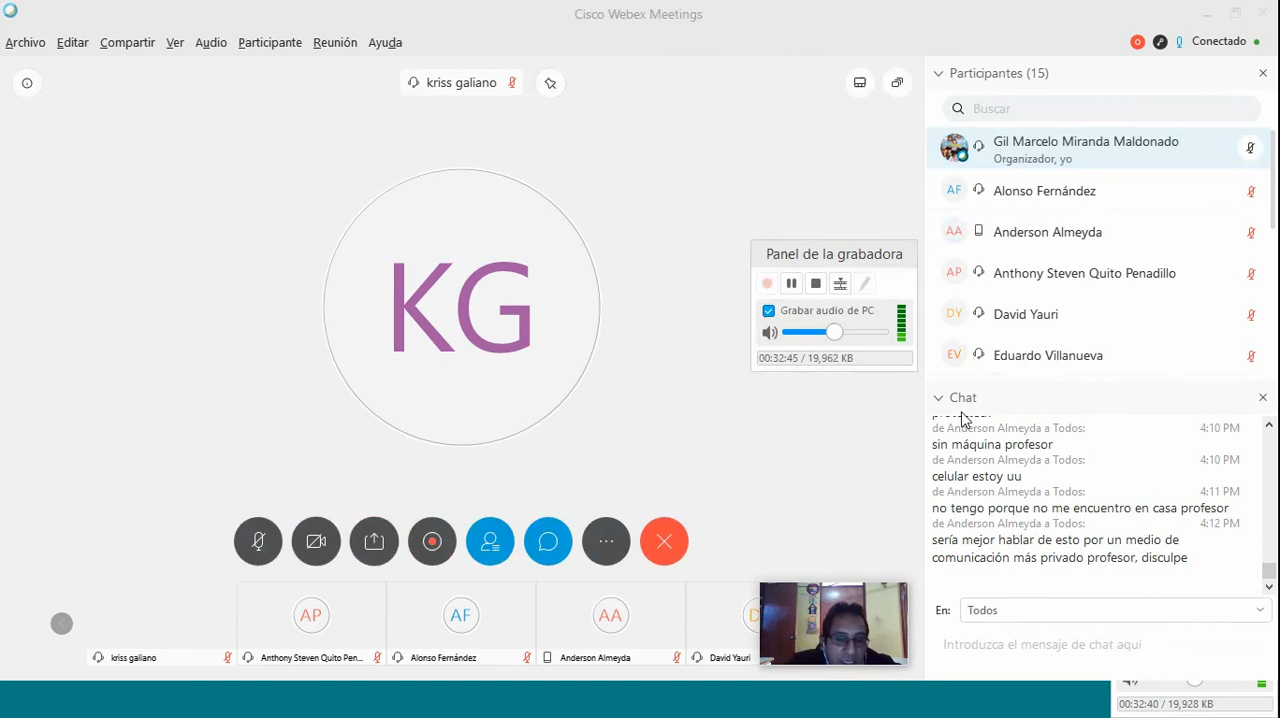 Cisco Webex Meetings
Archivo Editar Compartir Ver Audio Participante Reunión Ayuda
Conectado
kriss galiano
KG
Panel de la grabadora
Grabar audio de PC
00:32:45 / 19,962 KB
AP
AF
AA
kriss galiano
Anthony Steven Quito Pen...
Alonso Fernández
Anderson Almeyda
David Yauri
Participantes (15)
Buscar
Gil Marcelo Miranda Maldonado
Organizador, yo
AF Alonso Fernández
AA Anderson Almeyda
AP Anthony Steven Quito Penadillo
DY David Yauri
EV Eduardo Villanueva
Chat
de Anderson Almeyda a Todos: 4:10 PM
sin máquina profesor
de Anderson Almeyda a Todos: 4:10 PM
celular estoy uu
de Anderson Almeyda a Todos: 4:11 PM
no tengo porque no me encuentro en casa profesor
de Anderson Almeyda a Todos: 4:12 PM
sería mejor hablar de esto por un medio de
comunicación más privado profesor, disculpe
En: Todos
Introduzca el mensaje de chat aquí
00:32:40 / 19,928 KB